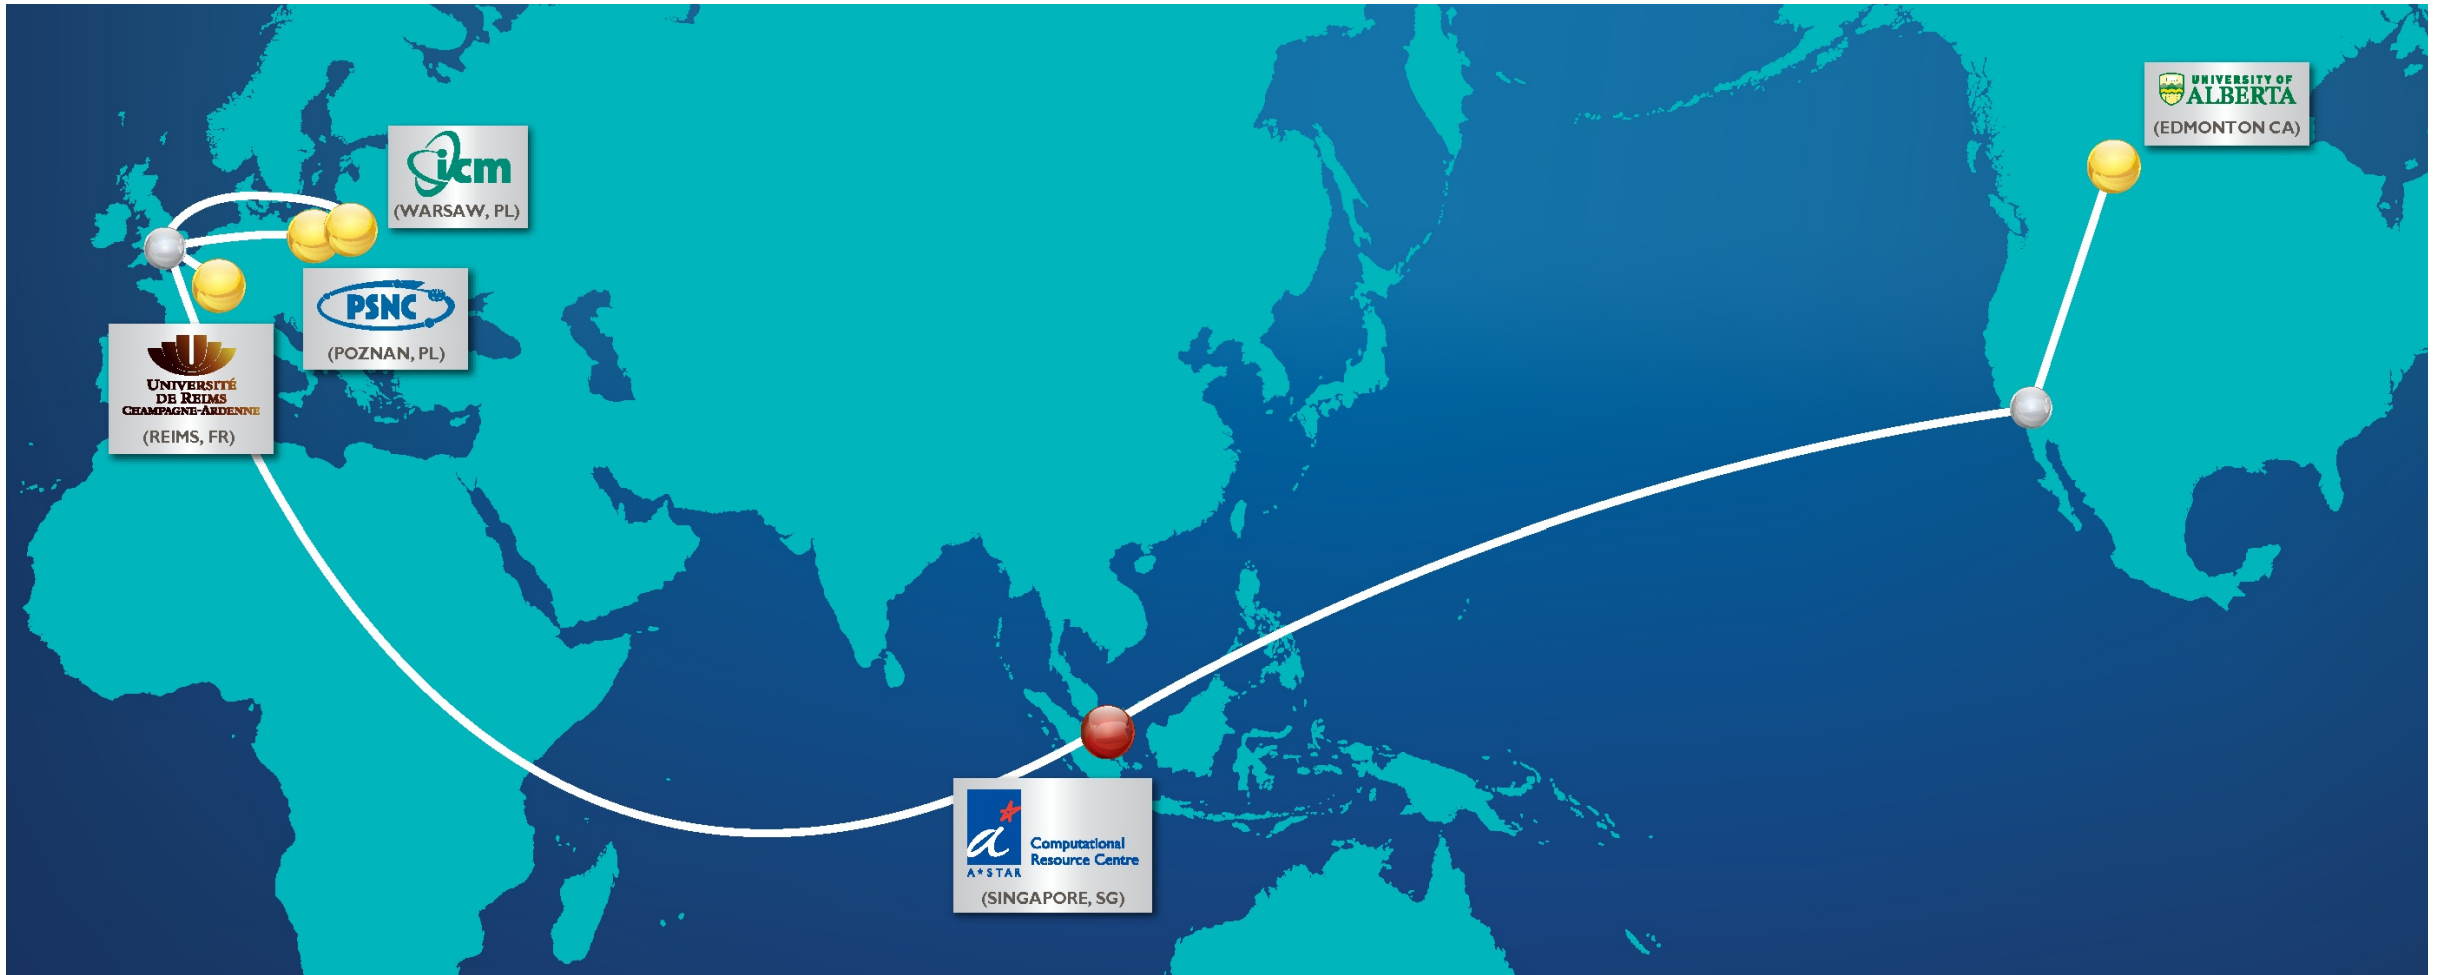 UNIVERSITY OF
ALBERTA
(EDMONTON CA)
icm
(WARSAW, PL)
PSNC
(POZNAN, PL)
UNIVERSITÉ
DE REIMS
CHAMPAGNE-ARDENNE
(REIMS, FR)
a
A*STAR
Computational
Resource Centre
(SINGAPORE, SG)